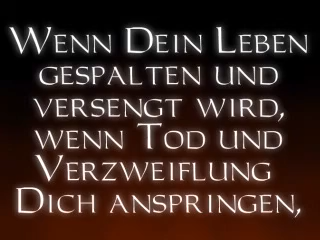 Wenn Dein Leben
gespalten und
versengt wird,
wenn Tod und
Verzweiflung
Dich anspringen,